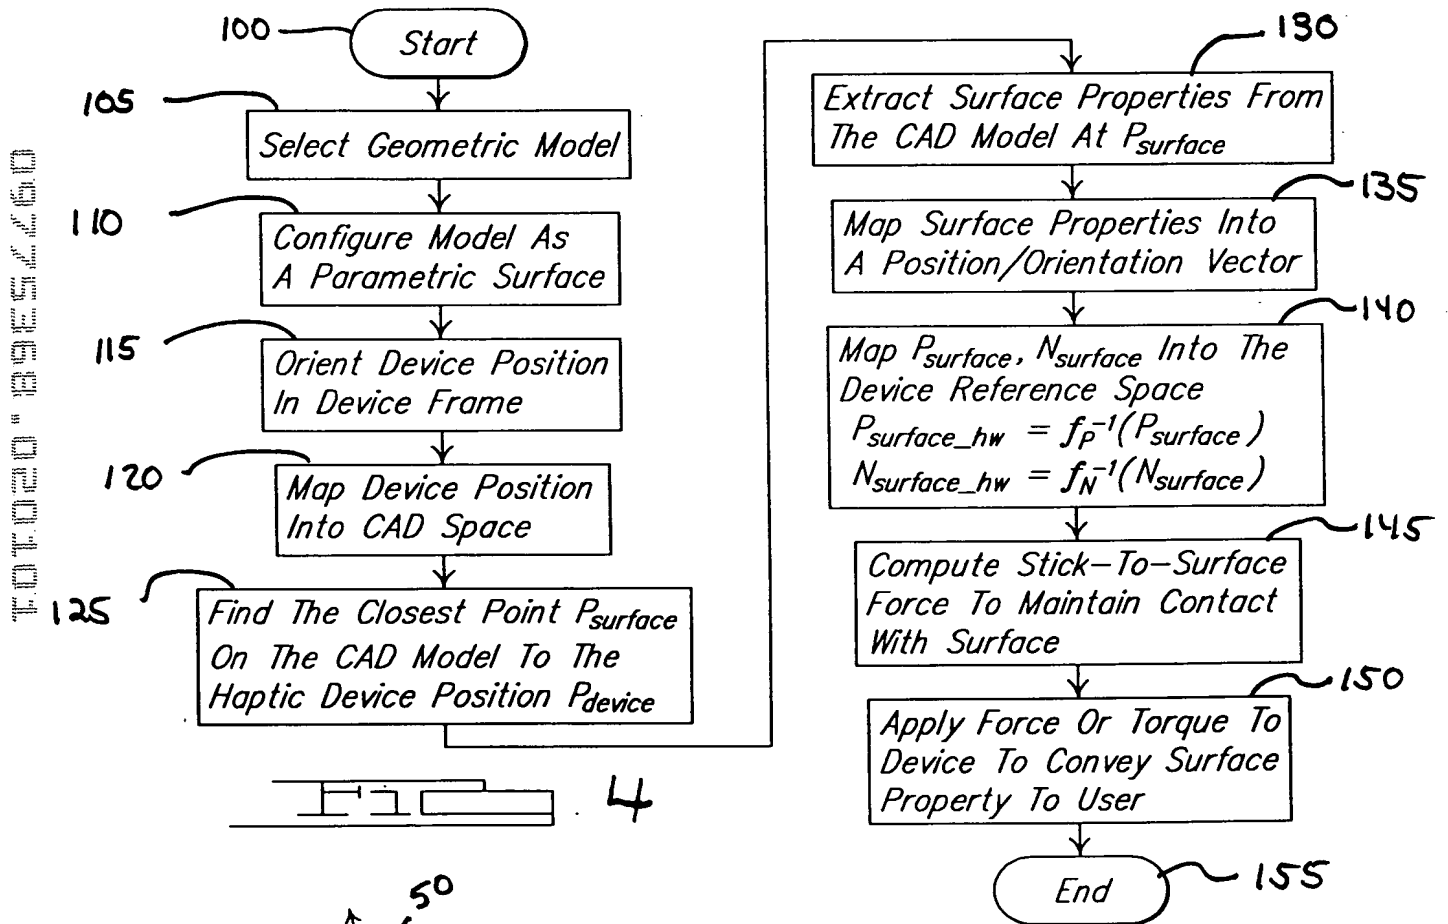 100
Start
105
Select Geometric Model
110
Configure Model As
A Parametric Surface
115
Orient Device Position
In Device Frame
120
Map Device Position
Into CAD Space
125
Find The Closest Point Psurface
On The CAD Model To The
Haptic Device Position Pdevice
130
Extract Surface Properties From
The CAD Model At Psurface
135
Map Surface Properties Into
A Position/Orientation Vector
140
Map Psurface, Nsurface Into The
Device Reference Space
Psurface_hw = fP⁻¹(Psurface)
Nsurface_hw = fN⁻¹(Nsurface)
145
Compute Stick-To-Surface
Force To Maintain Contact
With Surface
150
Apply Force Or Torque To
Device To Convey Surface
Property To User
End
155
4
50
09775368.020101